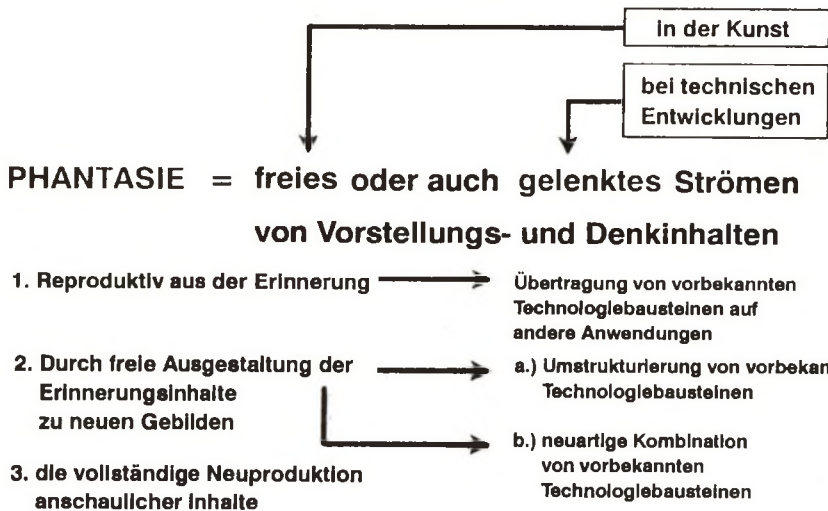 in der Kunst
bei technischen
Entwicklungen
PHANTASIE = freies oder auch gelenktes Strömen
von Vorstellungs- und Denkinhalten
1. Reproduktiv aus der Erinnerung
Übertragung von vorbekannten
Technologiebausteinen auf
andere Anwendungen
2. Durch freie Ausgestaltung der
Erinnerungsinhalte
zu neuen Gebilden
a.) Umstrukturierung von
Technologiebausteinen
b.) neuartige Kombination
von vorbekannten
Technologiebausteinen
3. die vollständige Neuproduktion
anschaulicher Inhalte